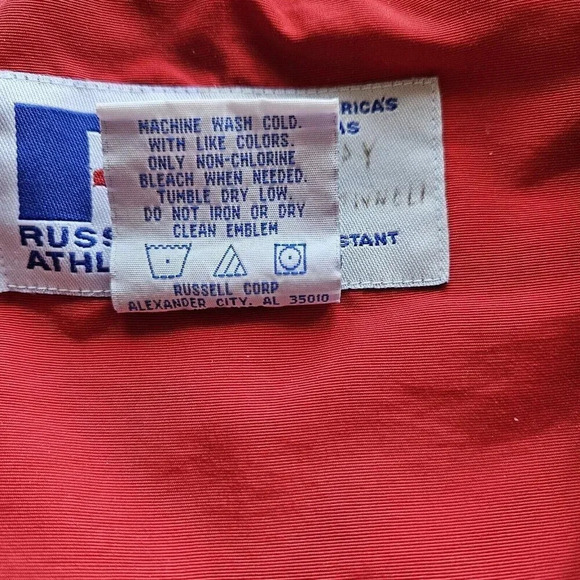 MACHINE WASH COLD.
WITH LIKE COLORS.
ONLY NON-CHLORINE
BLEACH WHEN NEEDED.
TUMBLE DRY LOW.
DO NOT IRON OR DRY
CLEAN EMBLEM
RUSSELL CORP
ALEXANDER CITY, AL 35010
RUSS
ATHL
RICA'S
AS
STANT